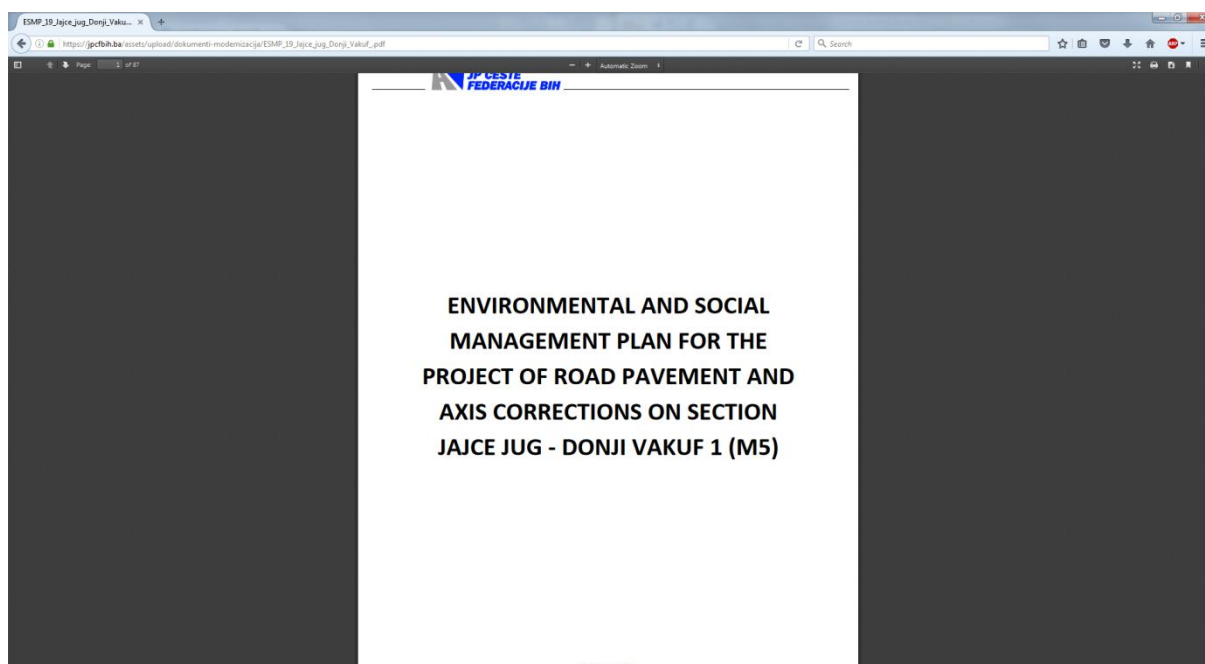 ESMP_19_Jajce_jug_Donji_Vaku...
https://jpcfbih.ba/assets/upload/dokumenti-modernizacija/ESMP_19_Jajce_jug_Donji_Vakuf_.pdf
Search
Page: 1 of 87
Automatic Zoom
JP CESTE
FEDERACIJE BIH
ENVIRONMENTAL AND SOCIAL
MANAGEMENT PLAN FOR THE
PROJECT OF ROAD PAVEMENT AND
AXIS CORRECTIONS ON SECTION
JAJCE JUG - DONJI VAKUF 1 (M5)